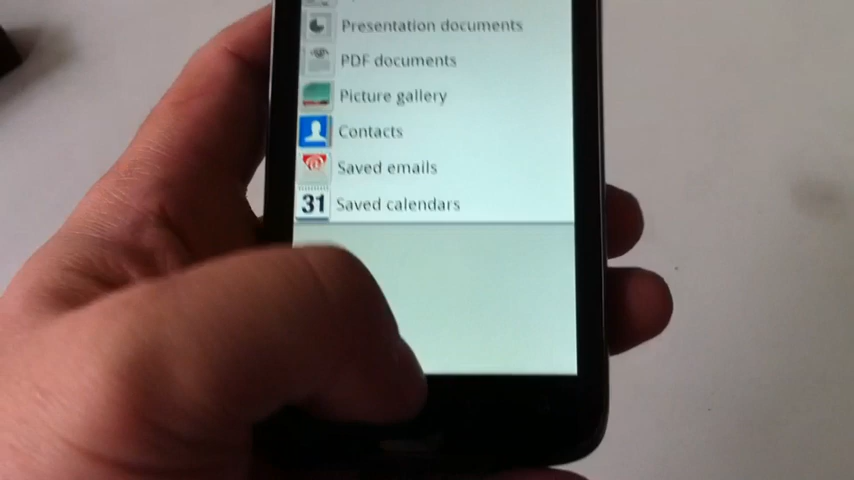 Presentation documents
PDF documents
Picture gallery
Contacts
Saved emails
31 Saved calendars